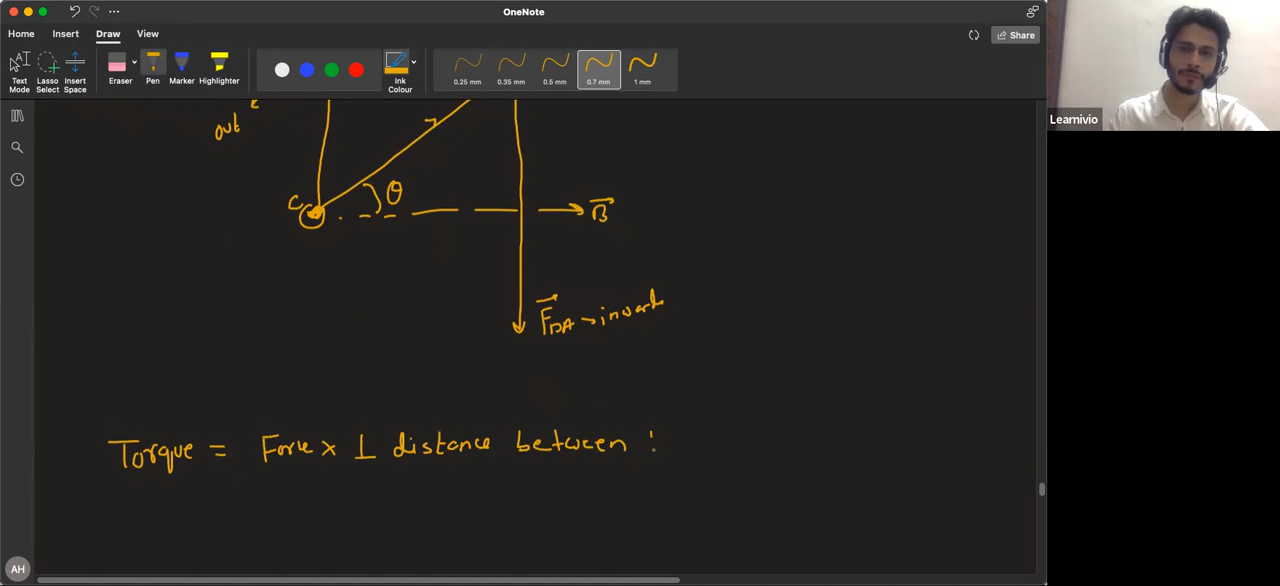 OneNote
Home Insert Draw View
Share
Text Mode Lasso Select Insert Space Eraser Pen Marker Highlighter Ink Colour 0.25 mm 0.35 mm 0.5 mm 0.7 mm 1 mm
Learnivio
out
C θ B
F DA → inward
Torque = Force × ⊥ distance between
AH